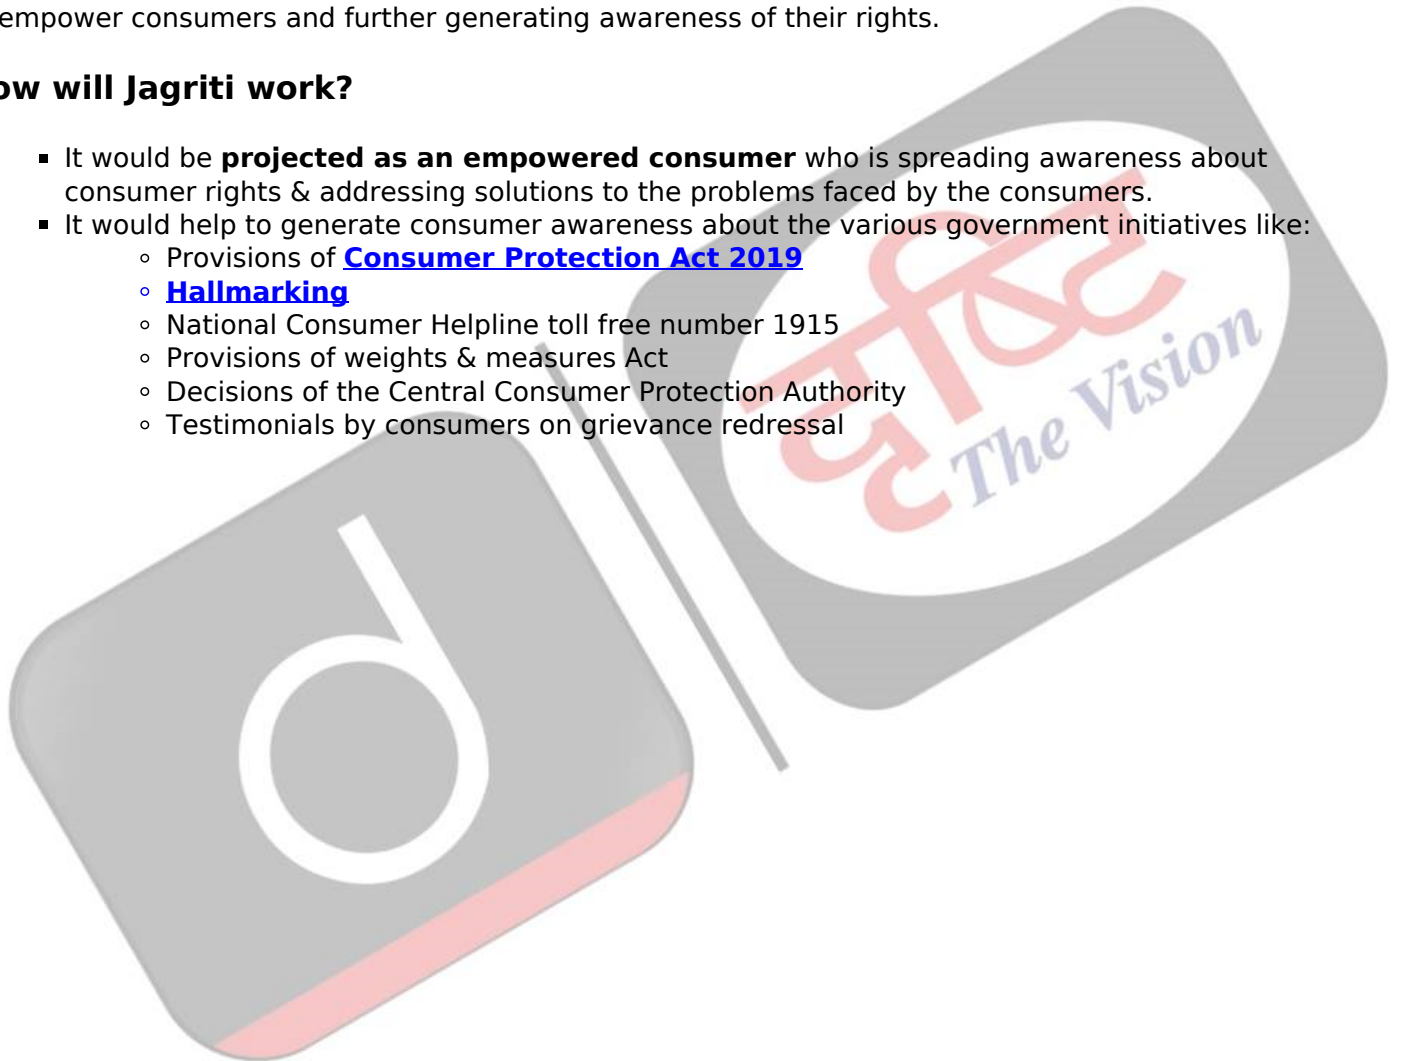 empower consumers and further generating awareness of their rights.
ow will Jagriti work?
▪ It would be projected as an empowered consumer who is spreading awareness about
consumer rights & addressing solutions to the problems faced by the consumers.
▪ It would help to generate consumer awareness about the various government initiatives like:
◦ Provisions of Consumer Protection Act 2019
◦ Hallmarking
◦ National Consumer Helpline toll free number 1915
◦ Provisions of weights & measures Act
◦ Decisions of the Central Consumer Protection Authority
◦ Testimonials by consumers on grievance redressal
दृष्टि
The Vision
d